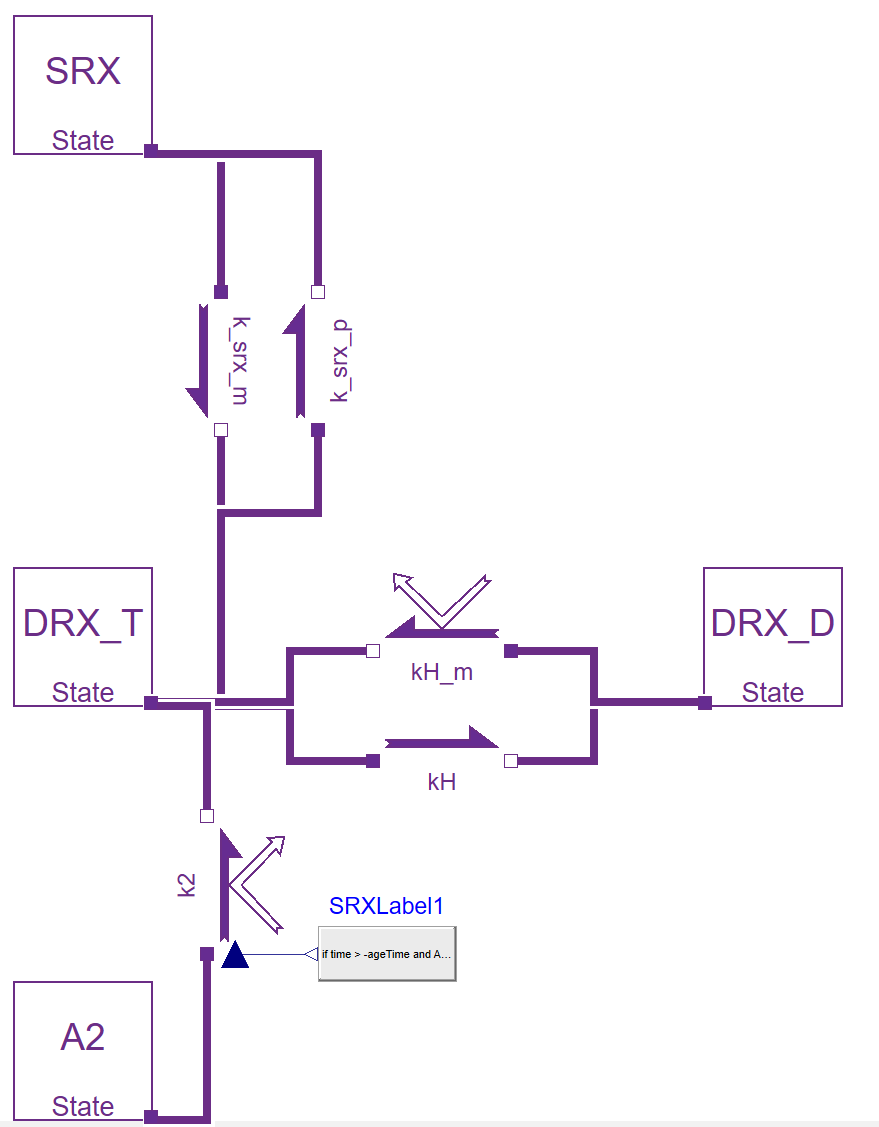 SRX
State
k_srx_m
k_srx_p
DRX_T
State
DRX_D
State
kH_m
kH
k2
SRXLabel1
if time > -ageTime and A...
A2
State